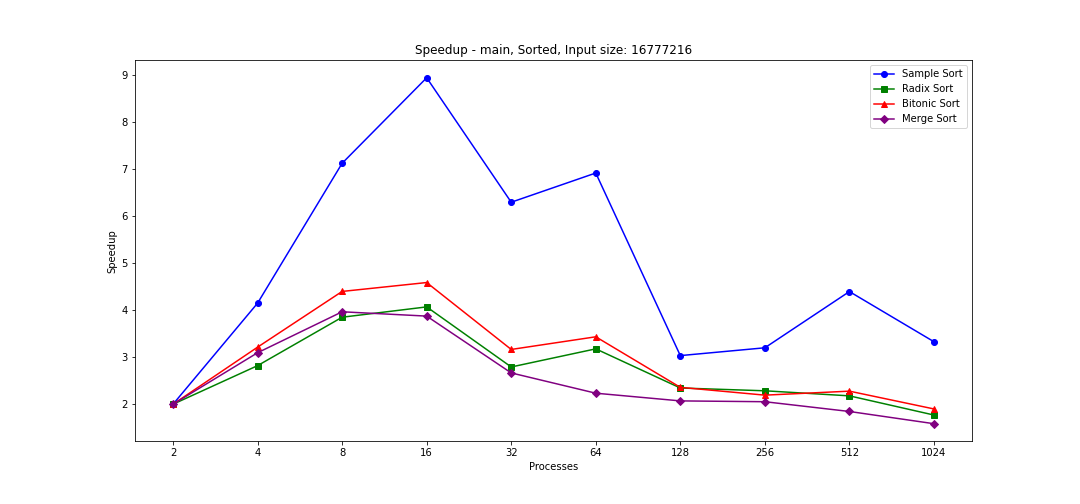 Speedup - main, Sorted, Input size: 16777216
Sample Sort
Radix Sort
Bitonic Sort
Merge Sort
Speedup
9
8
7
6
5
4
3
2
2 4 8 16 32 64 128 256 512 1024
Processes